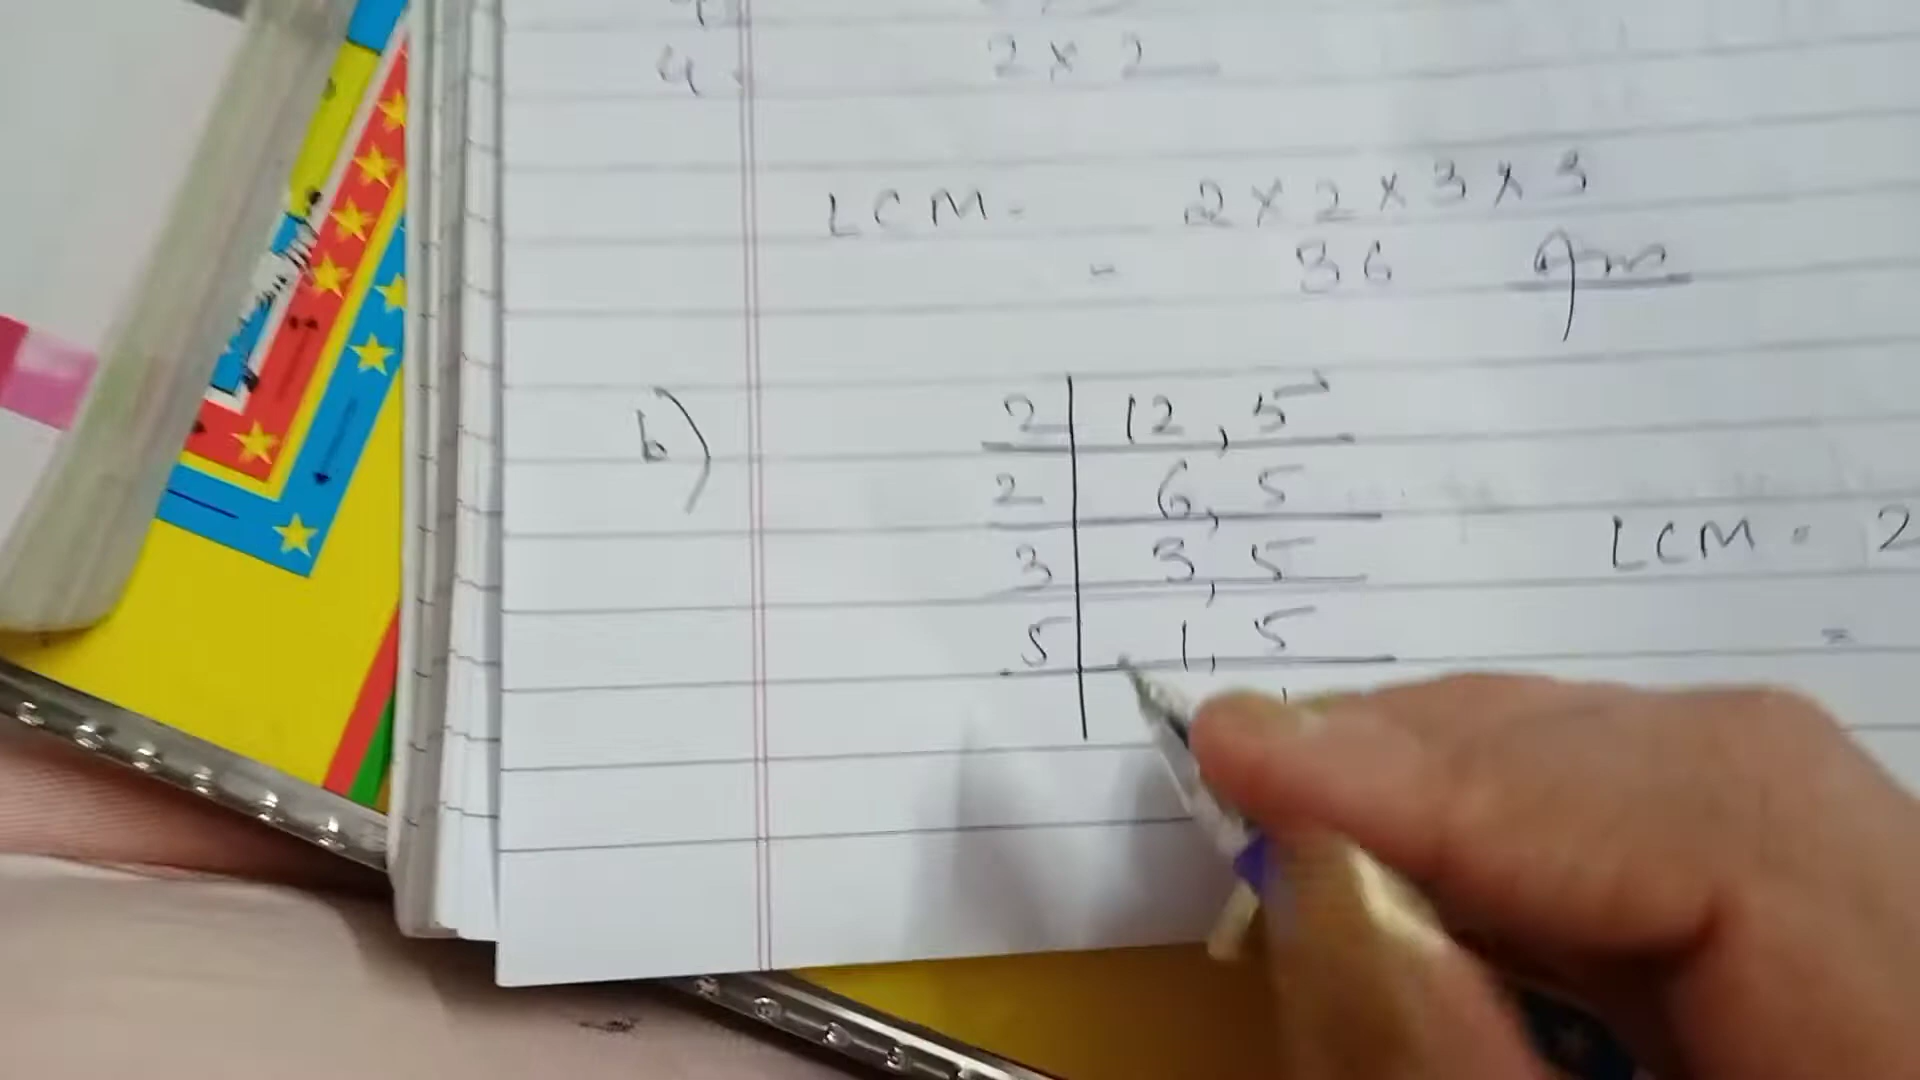 4 2 × 2
LCM - 2 × 2 × 3 × 3
= 36 Ans
b) 2 | 12, 5
2 | 6, 5
3 | 3, 5
LCM = 2
5 | 1, 5
=